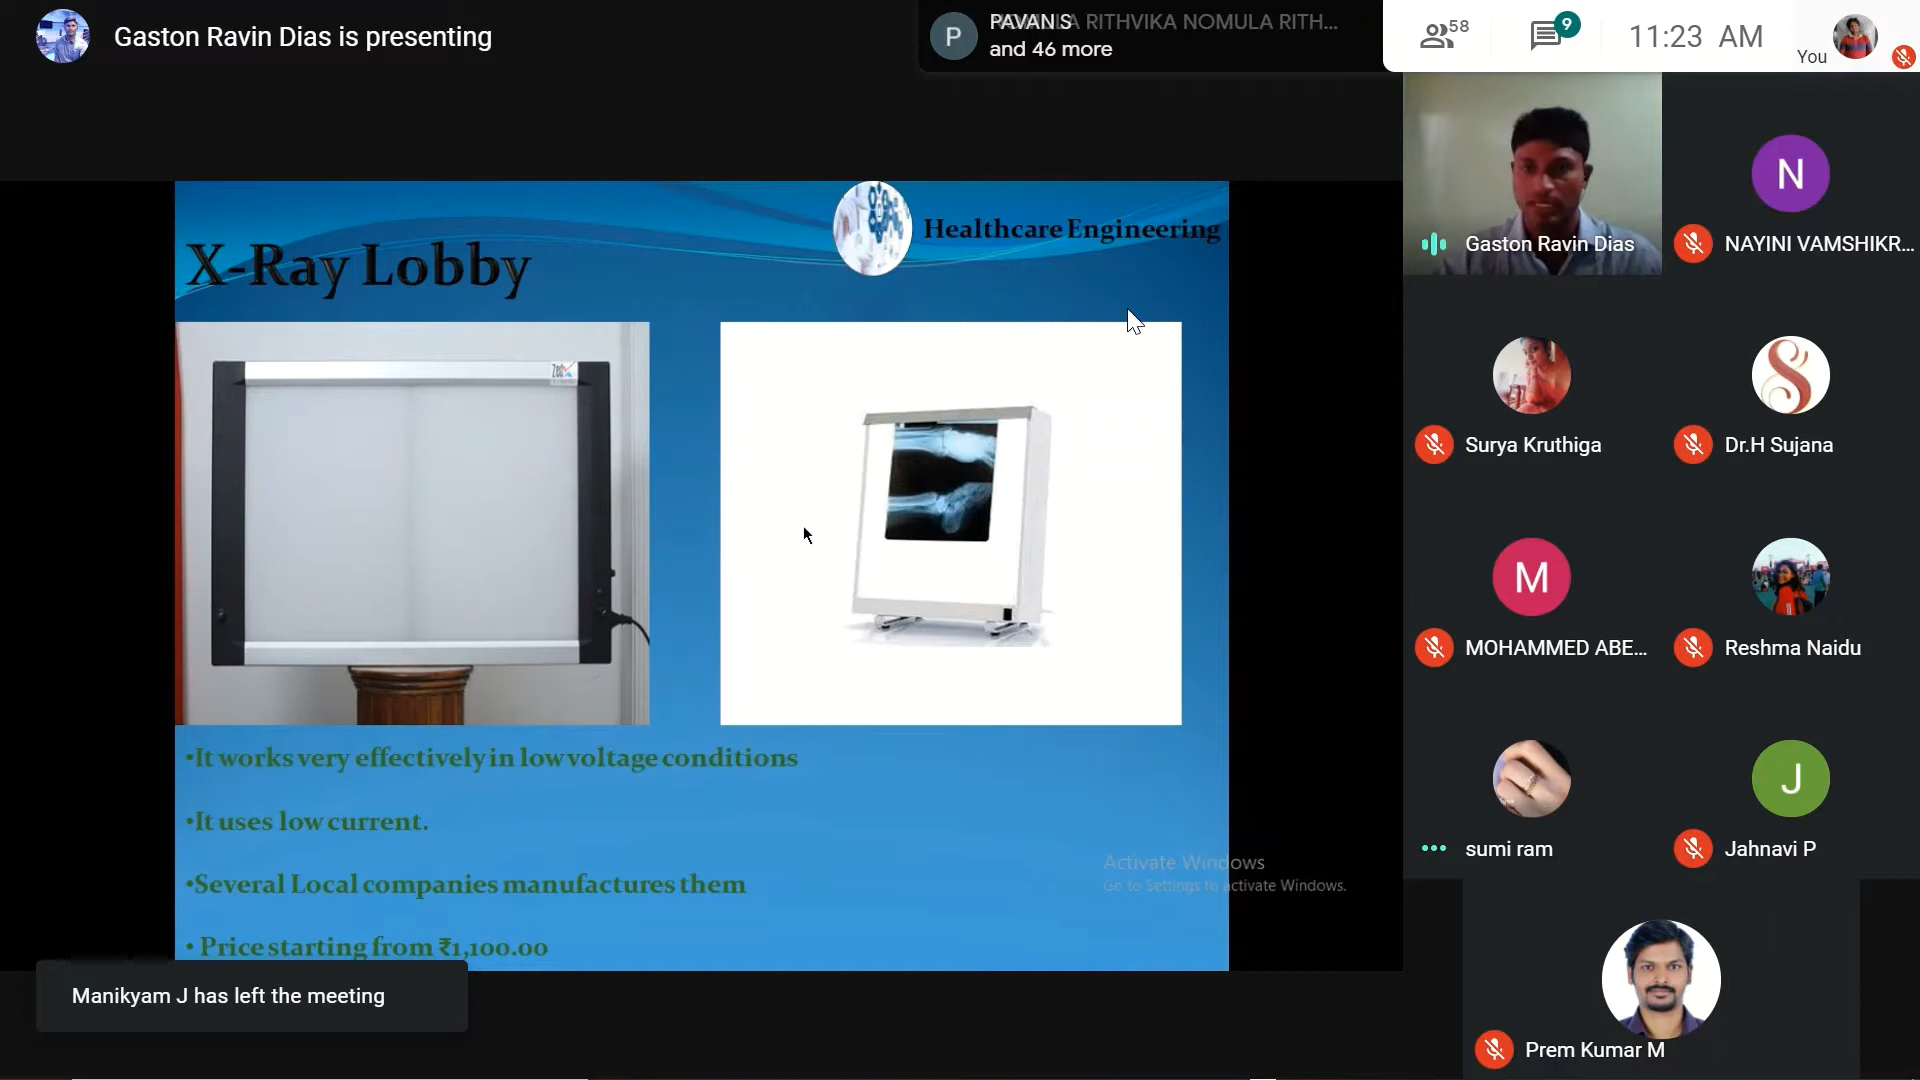 Gaston Ravin Dias is presenting
P
PAVAN S
RITHVIKA NOMULA RITH...
and 46 more
58
9
11:23 AM
You
X-Ray Lobby
Healthcare Engineering
•It works very effectively in low voltage conditions
•It uses low current.
•Several Local companies manufactures them
• Price starting from ₹1,100.00
Activate Windows
Go to Settings to activate Windows.
Manikyam J has left the meeting
Gaston Ravin Dias
N
NAYINI VAMSHIKR...
Surya Kruthiga
S
Dr.H Sujana
M
MOHAMMED ABE...
Reshma Naidu
sumi ram
J
Jahnavi P
Prem Kumar M